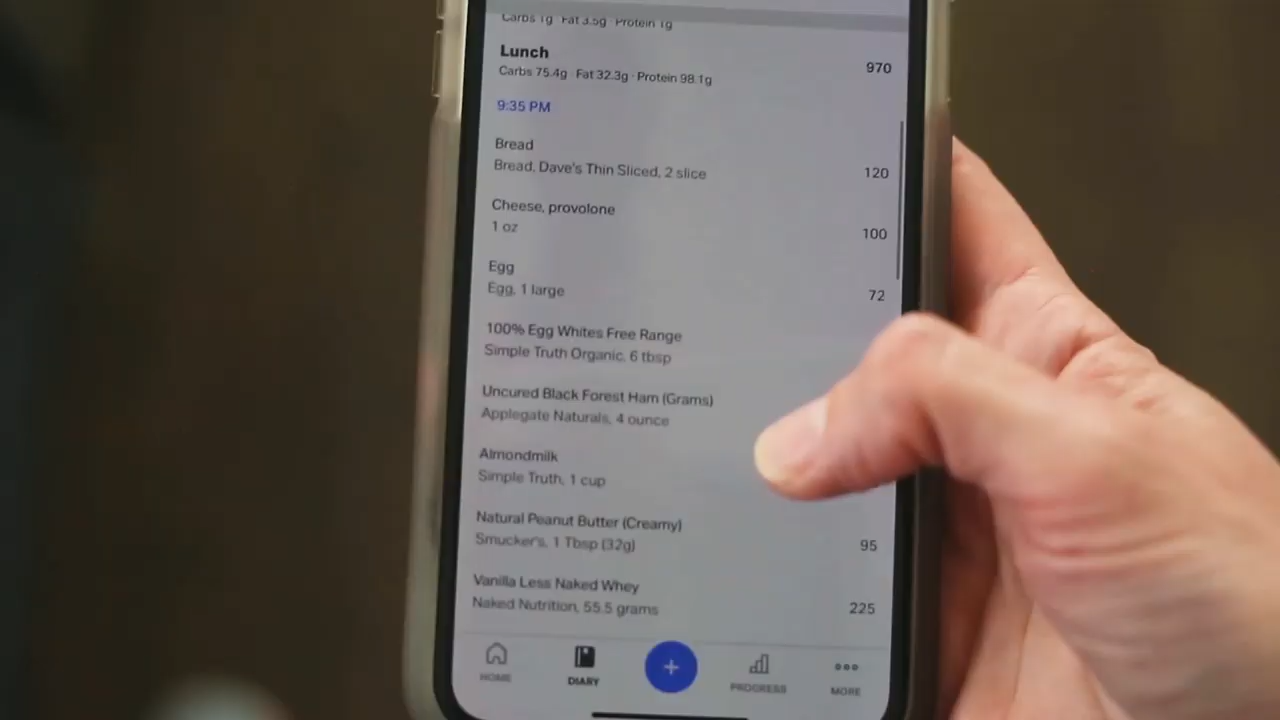 Carbs 1g Fat 3.5g · Protein 1g
Lunch 970
Carbs 75.4g · Fat 32.3g · Protein 98.1g
9:35 PM
Bread
Bread, Dave's Thin Sliced, 2 slice 120
Cheese, provolone
1 oz 100
Egg
Egg, 1 large 72
100% Egg Whites Free Range
Simple Truth Organic, 6 tbsp
Uncured Black Forest Ham (Grams)
Applegate Naturals, 4 ounce
Almondmilk
Simple Truth, 1 cup
Natural Peanut Butter (Creamy)
Smucker's, 1 Tbsp (32g) 95
Vanilla Less Naked Whey
Naked Nutrition, 55.5 grams 225
HOME DIARY PROGRESS MORE